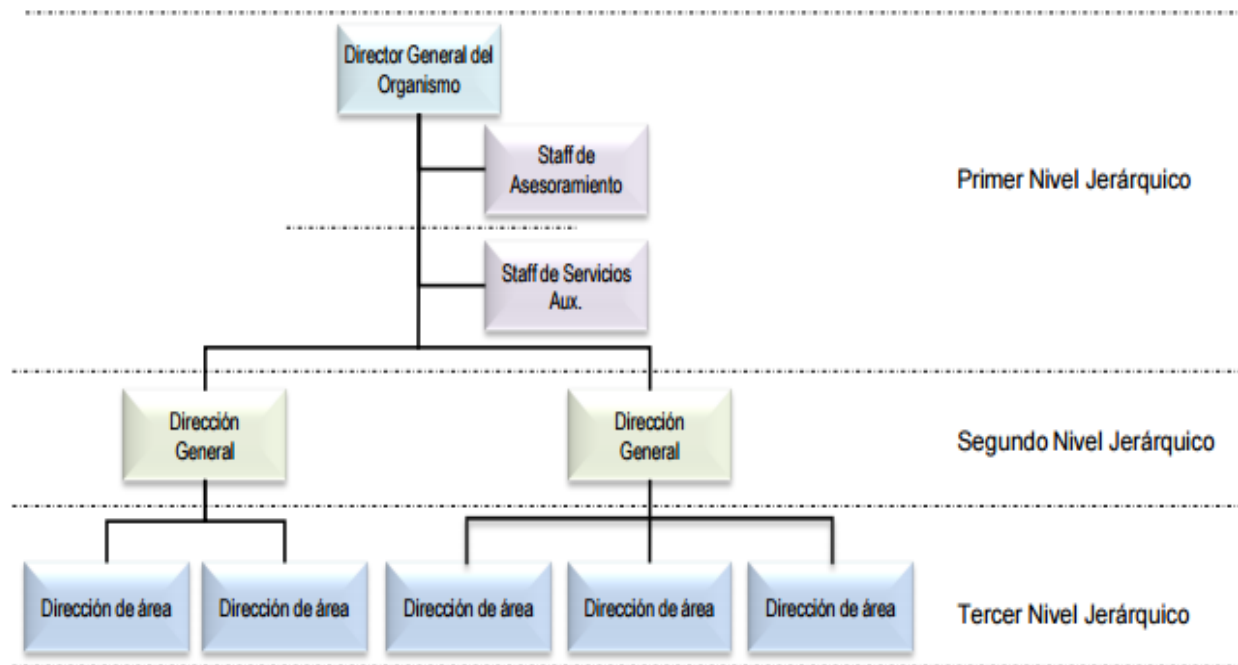 Director General del
Organismo
Staff de
Asesoramiento
Primer Nivel Jerárquico
Staff de Servicios
Aux.
Dirección
General
Dirección
General
Segundo Nivel Jerárquico
Dirección de área
Dirección de área
Dirección de área
Dirección de área
Dirección de área
Tercer Nivel Jerárquico